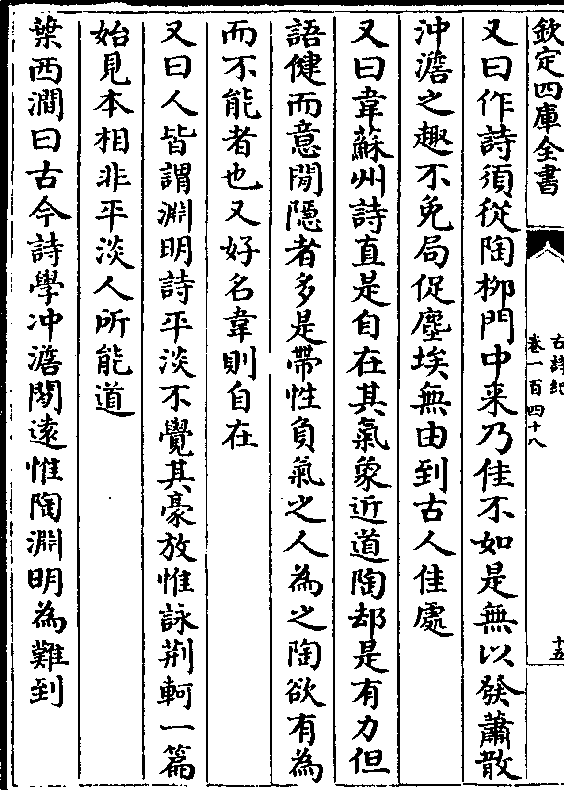 欽定四庫全書
古詩紀
卷一百四十八
十五
又曰作詩須從陶柳門中来乃佳不如是無以發蕭散
沖澹之趣不免局促塵埃無由到古人佳處
又曰韋蘇州詩直是自在其氣象近道陶却是有力但
語健而意閒隠者多是帶性負氣之人為之陶欲有為
而不能者也又好名韋則自在
又曰人皆謂淵明詩平淡不覺其豪放惟詠荆軻一篇
始見本相非平淡人所能道
葉西澗曰古今詩學冲澹閑逺惟陶淵明為難到